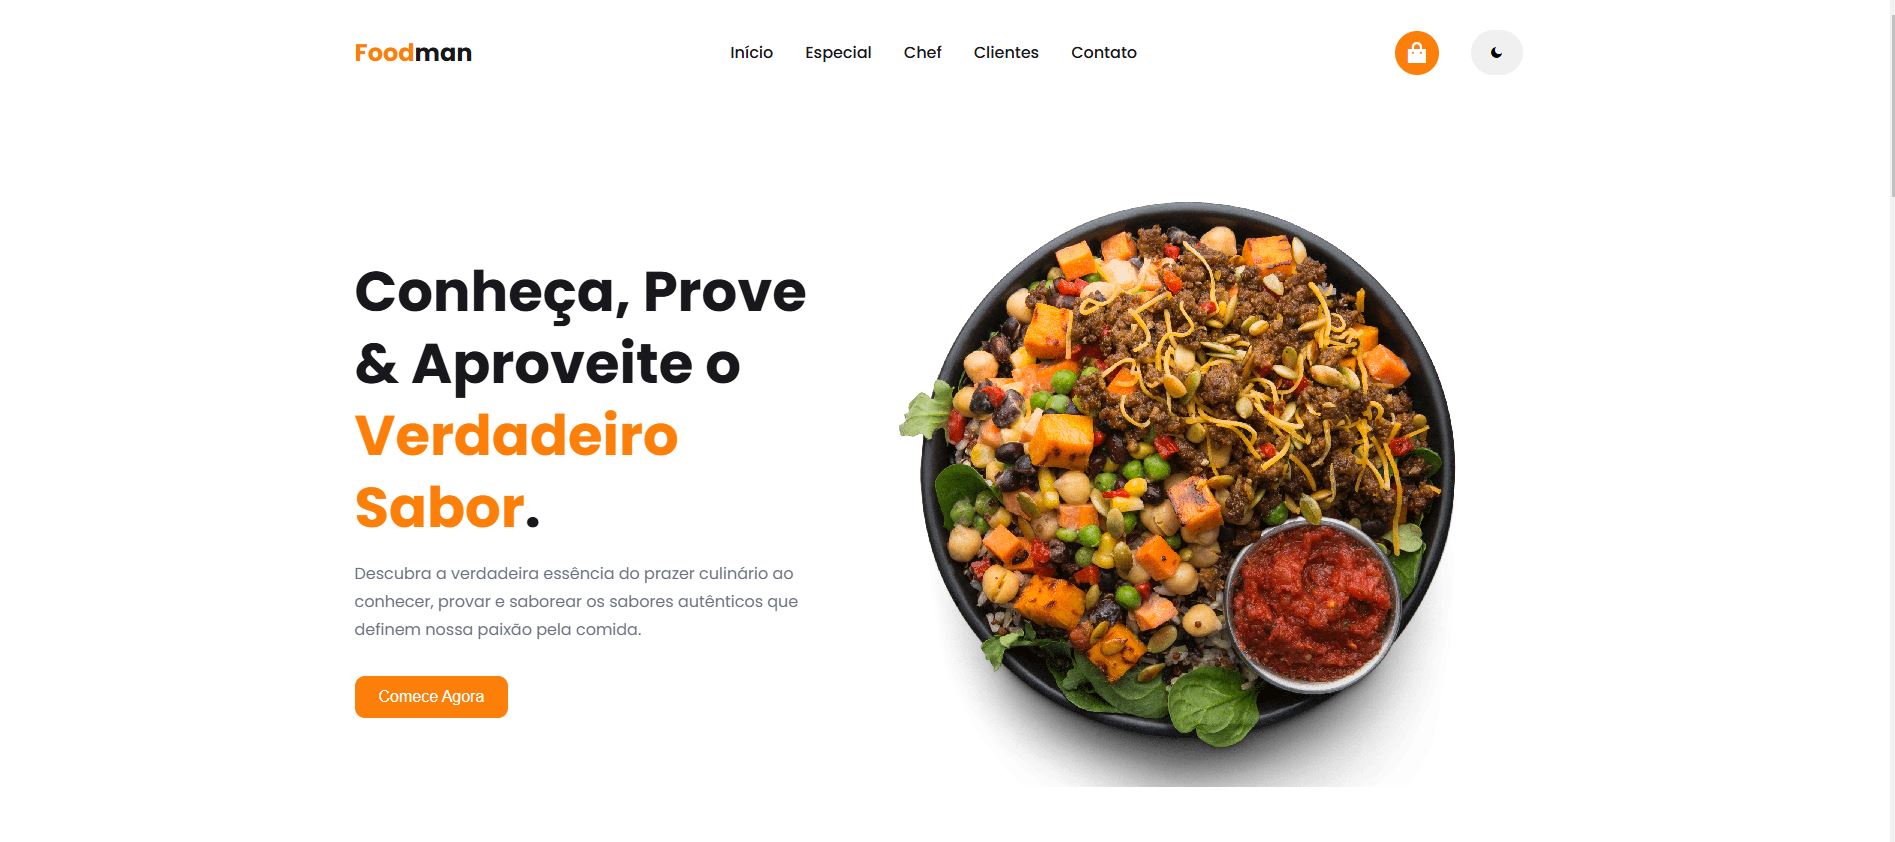 Foodman
Início Especial Chef Clientes Contato
Conheça, Prove
& Aproveite o
Verdadeiro
Sabor.
Descubra a verdadeira essência do prazer culinário ao
conhecer, provar e saborear os sabores autênticos que
definem nossa paixão pela comida.
Comece Agora